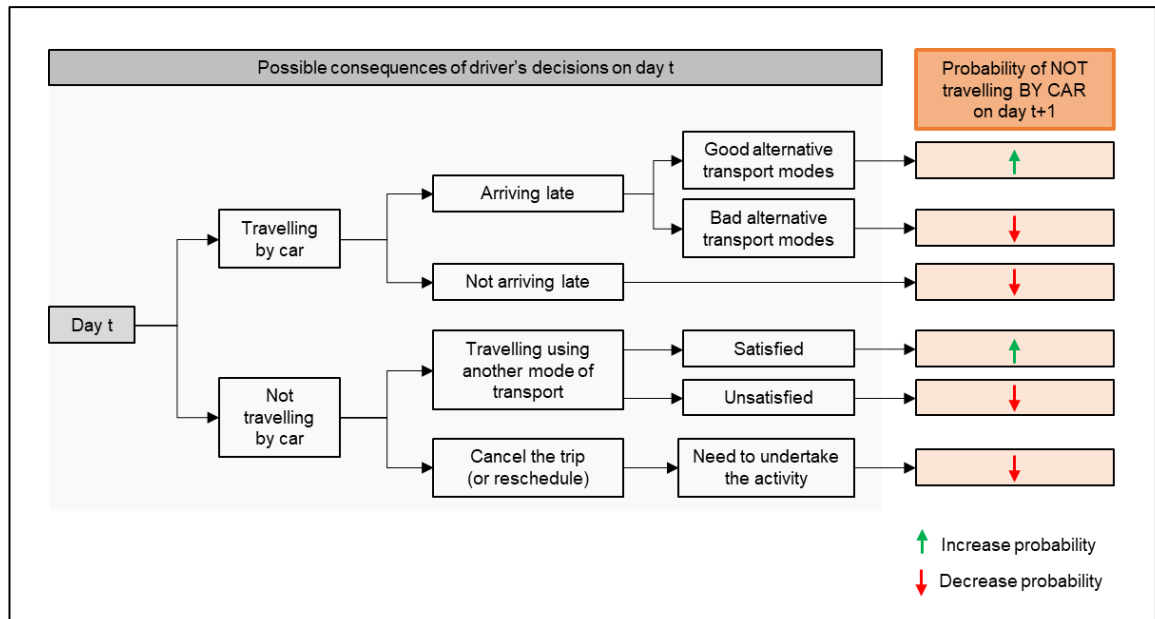 Possible consequences of driver's decisions on day t
Probability of NOT
travelling BY CAR
on day t+1
Good alternative
transport modes
Arriving late
Bad alternative
transport modes
Travelling
by car
Not arriving late
Day t
Travelling using
another mode of
transport
Satisfied
Unsatisfied
Not
travelling
by car
Cancel the trip
(or reschedule)
Need to undertake
the activity
Increase probability
Decrease probability